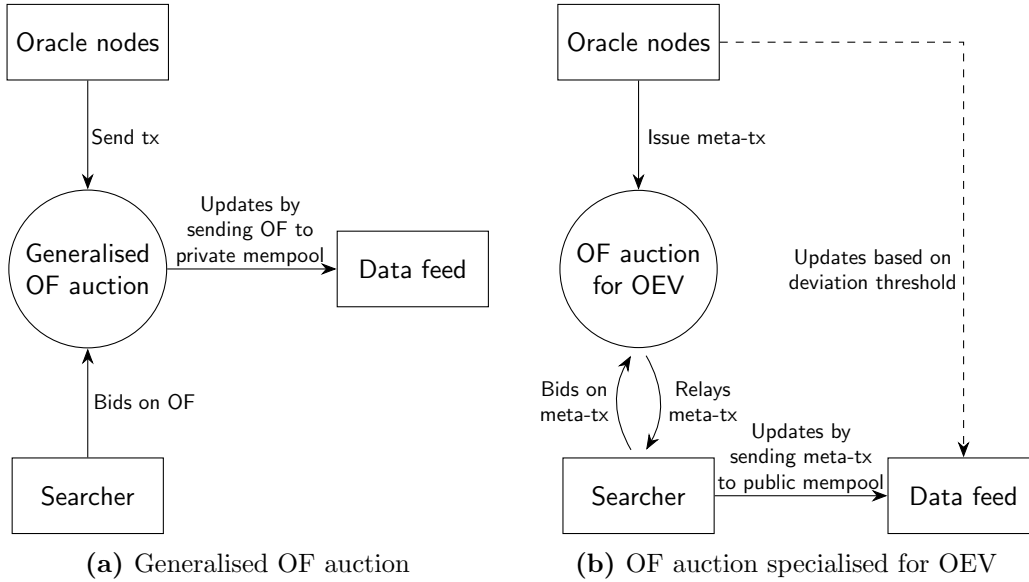 Oracle nodes
Send tx
Generalised
OF auction
Updates by
sending OF to
private mempool
Data feed
Bids on OF
Searcher
(a) Generalised OF auction
Oracle nodes
Issue meta-tx
OF auction
for OEV
Updates based on
deviation threshold
Bids on
meta-tx
Relays
meta-tx
Searcher
Updates by
sending meta-tx
to public mempool
Data feed
(b) OF auction specialised for OEV